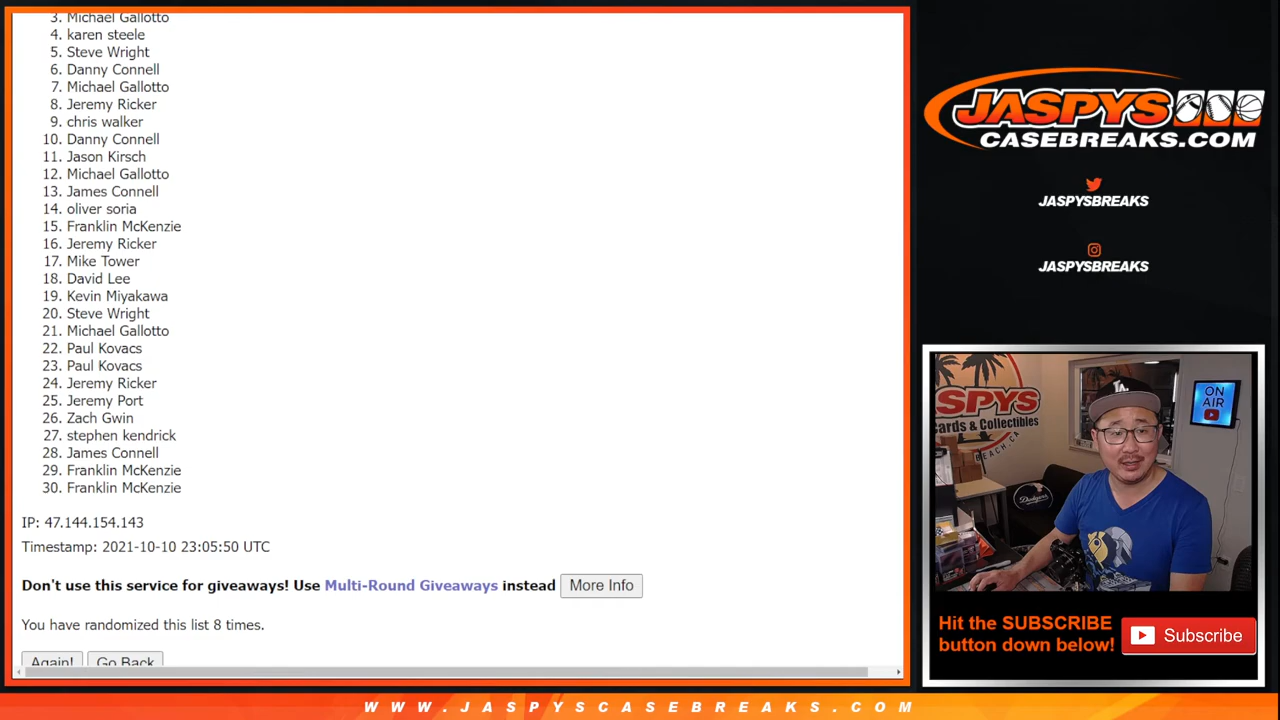 3. Michael Gallotto
4. karen steele
5. Steve Wright
6. Danny Connell
7. Michael Gallotto
8. Jeremy Ricker
9. chris walker
10. Danny Connell
11. Jason Kirsch
12. Michael Gallotto
13. James Connell
14. oliver soria
15. Franklin McKenzie
16. Jeremy Ricker
17. Mike Tower
18. David Lee
19. Kevin Miyakawa
20. Steve Wright
21. Michael Gallotto
22. Paul Kovacs
23. Paul Kovacs
24. Jeremy Ricker
25. Jeremy Port
26. Zach Gwin
27. stephen kendrick
28. James Connell
29. Franklin McKenzie
30. Franklin McKenzie
IP: 47.144.154.143
Timestamp: 2021-10-10 23:05:50 UTC
Don't use this service for giveaways! Use Multi-Round Giveaways instead More Info
You have randomized this list 8 times.
Again! Go Back
JASPYS
CASEBREAKS.COM
JASPYSBREAKS
JASPYSBREAKS
ASPYS
ards & Collectibles
BEACH, CA
Dodgers
LA
ON
AIR
Hit the SUBSCRIBE
button down below!
Subscribe
WWW.JASPYSCASEBREAKS.COM